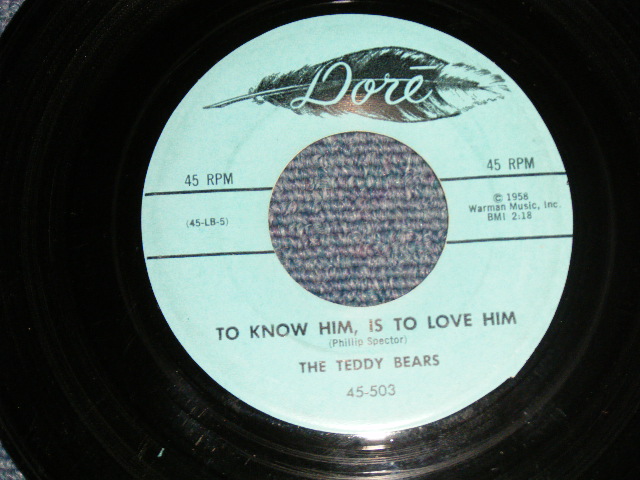 Doré
45 RPM
45 RPM
(45-LB-5)
© 1958
Warman Music, Inc.
BMI 2:18
TO KNOW HIM, IS TO LOVE HIM
(Phillip Spector)
THE TEDDY BEARS
45-503